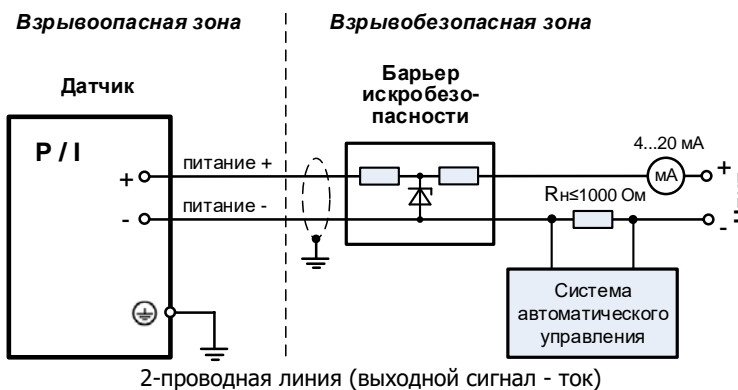 Взрывоопасная зона
Взрывобезопасная зона
Датчик
Барьер
искробезо-
пасности
P / I
4...20 мА
+
питание +
мА
+
-
питание -
Rн≤1000 Ом
-
Система
автоматического
управления
2-проводная линия (выходной сигнал - ток)